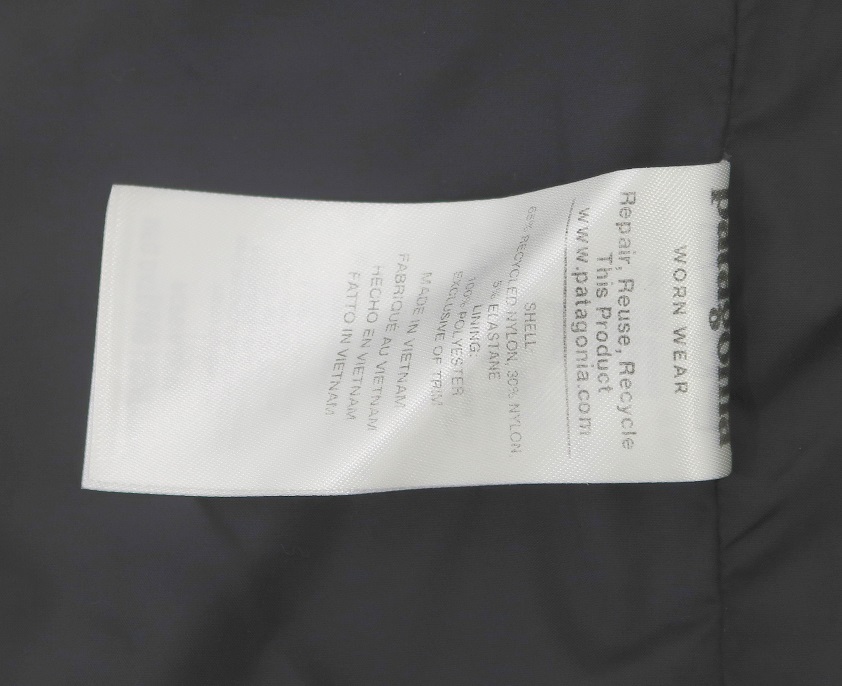 patagonia
WORN WEAR
Repair, Reuse, Recycle
This Product
www.patagonia.com
SHELL
65% RECYCLED NYLON, 30% NYLON,
5% ELASTANE
LINING:
100% POLYESTER
EXCLUSIVE OF TRIM
MADE IN VIETNAM
FABRIQUÉ AU VIETNAM
HECHO EN VIETNAM
FATTO IN VIETNAM